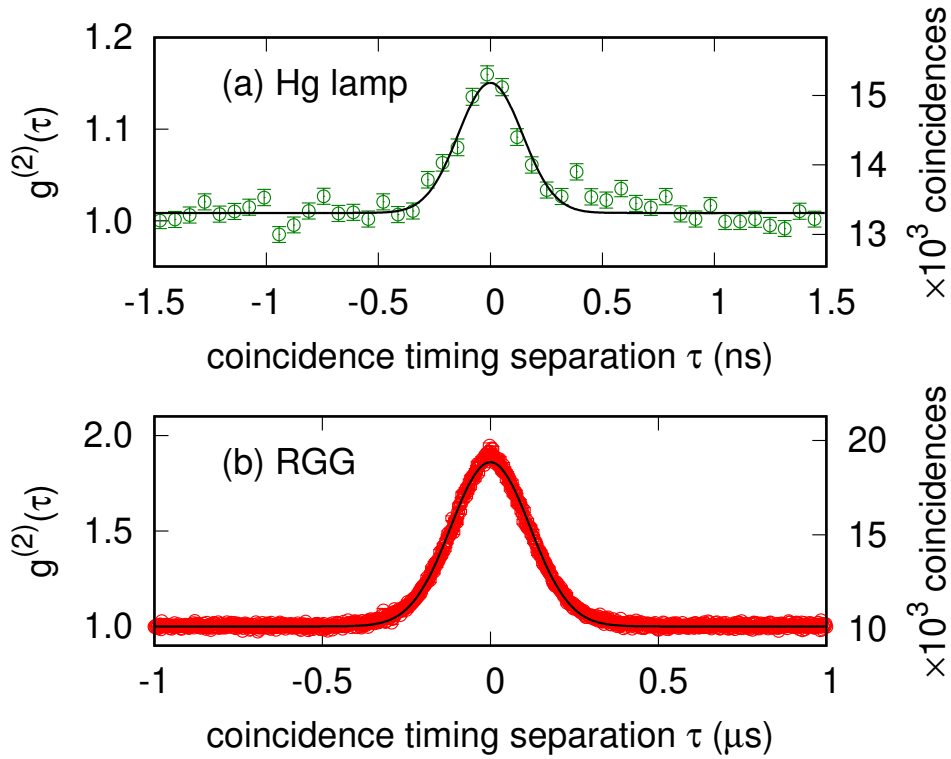 (a) Hg lamp
g(2)(τ)
1.2
1.1
1.0
15
14
13
×10³ coincidences
-1.5 -1 -0.5 0 0.5 1 1.5
coincidence timing separation τ (ns)
(b) RGG
g(2)(τ)
2.0
1.5
1.0
20
15
10
×10³ coincidences
-1 -0.5 0 0.5 1
coincidence timing separation τ (μs)